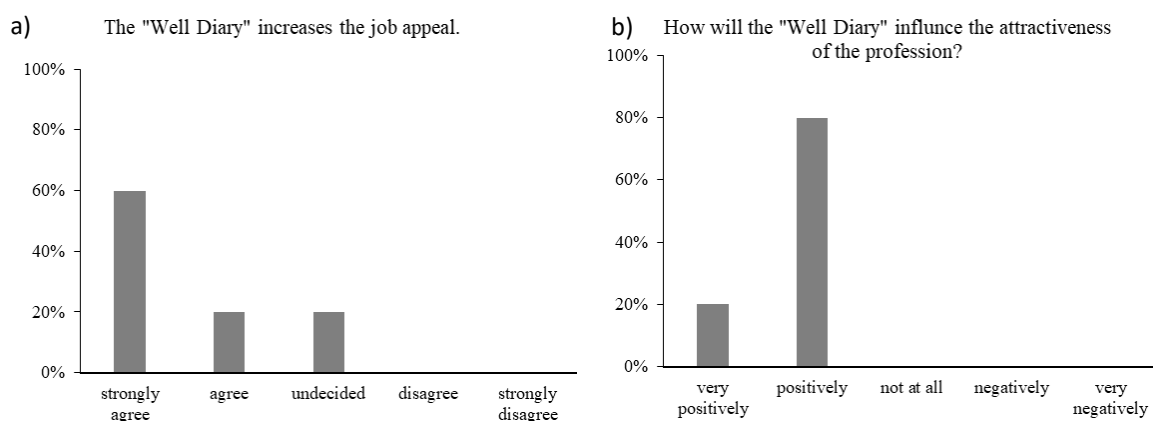 a)
The "Well Diary" increases the job appeal.
100%
80%
60%
40%
20%
0%
strongly
agree
agree
undecided
disagree
strongly
disagree
b)
How will the "Well Diary" influnce the attractiveness
of the profession?
100%
80%
60%
40%
20%
0%
very
positively
positively
not at all
negatively
very
negatively